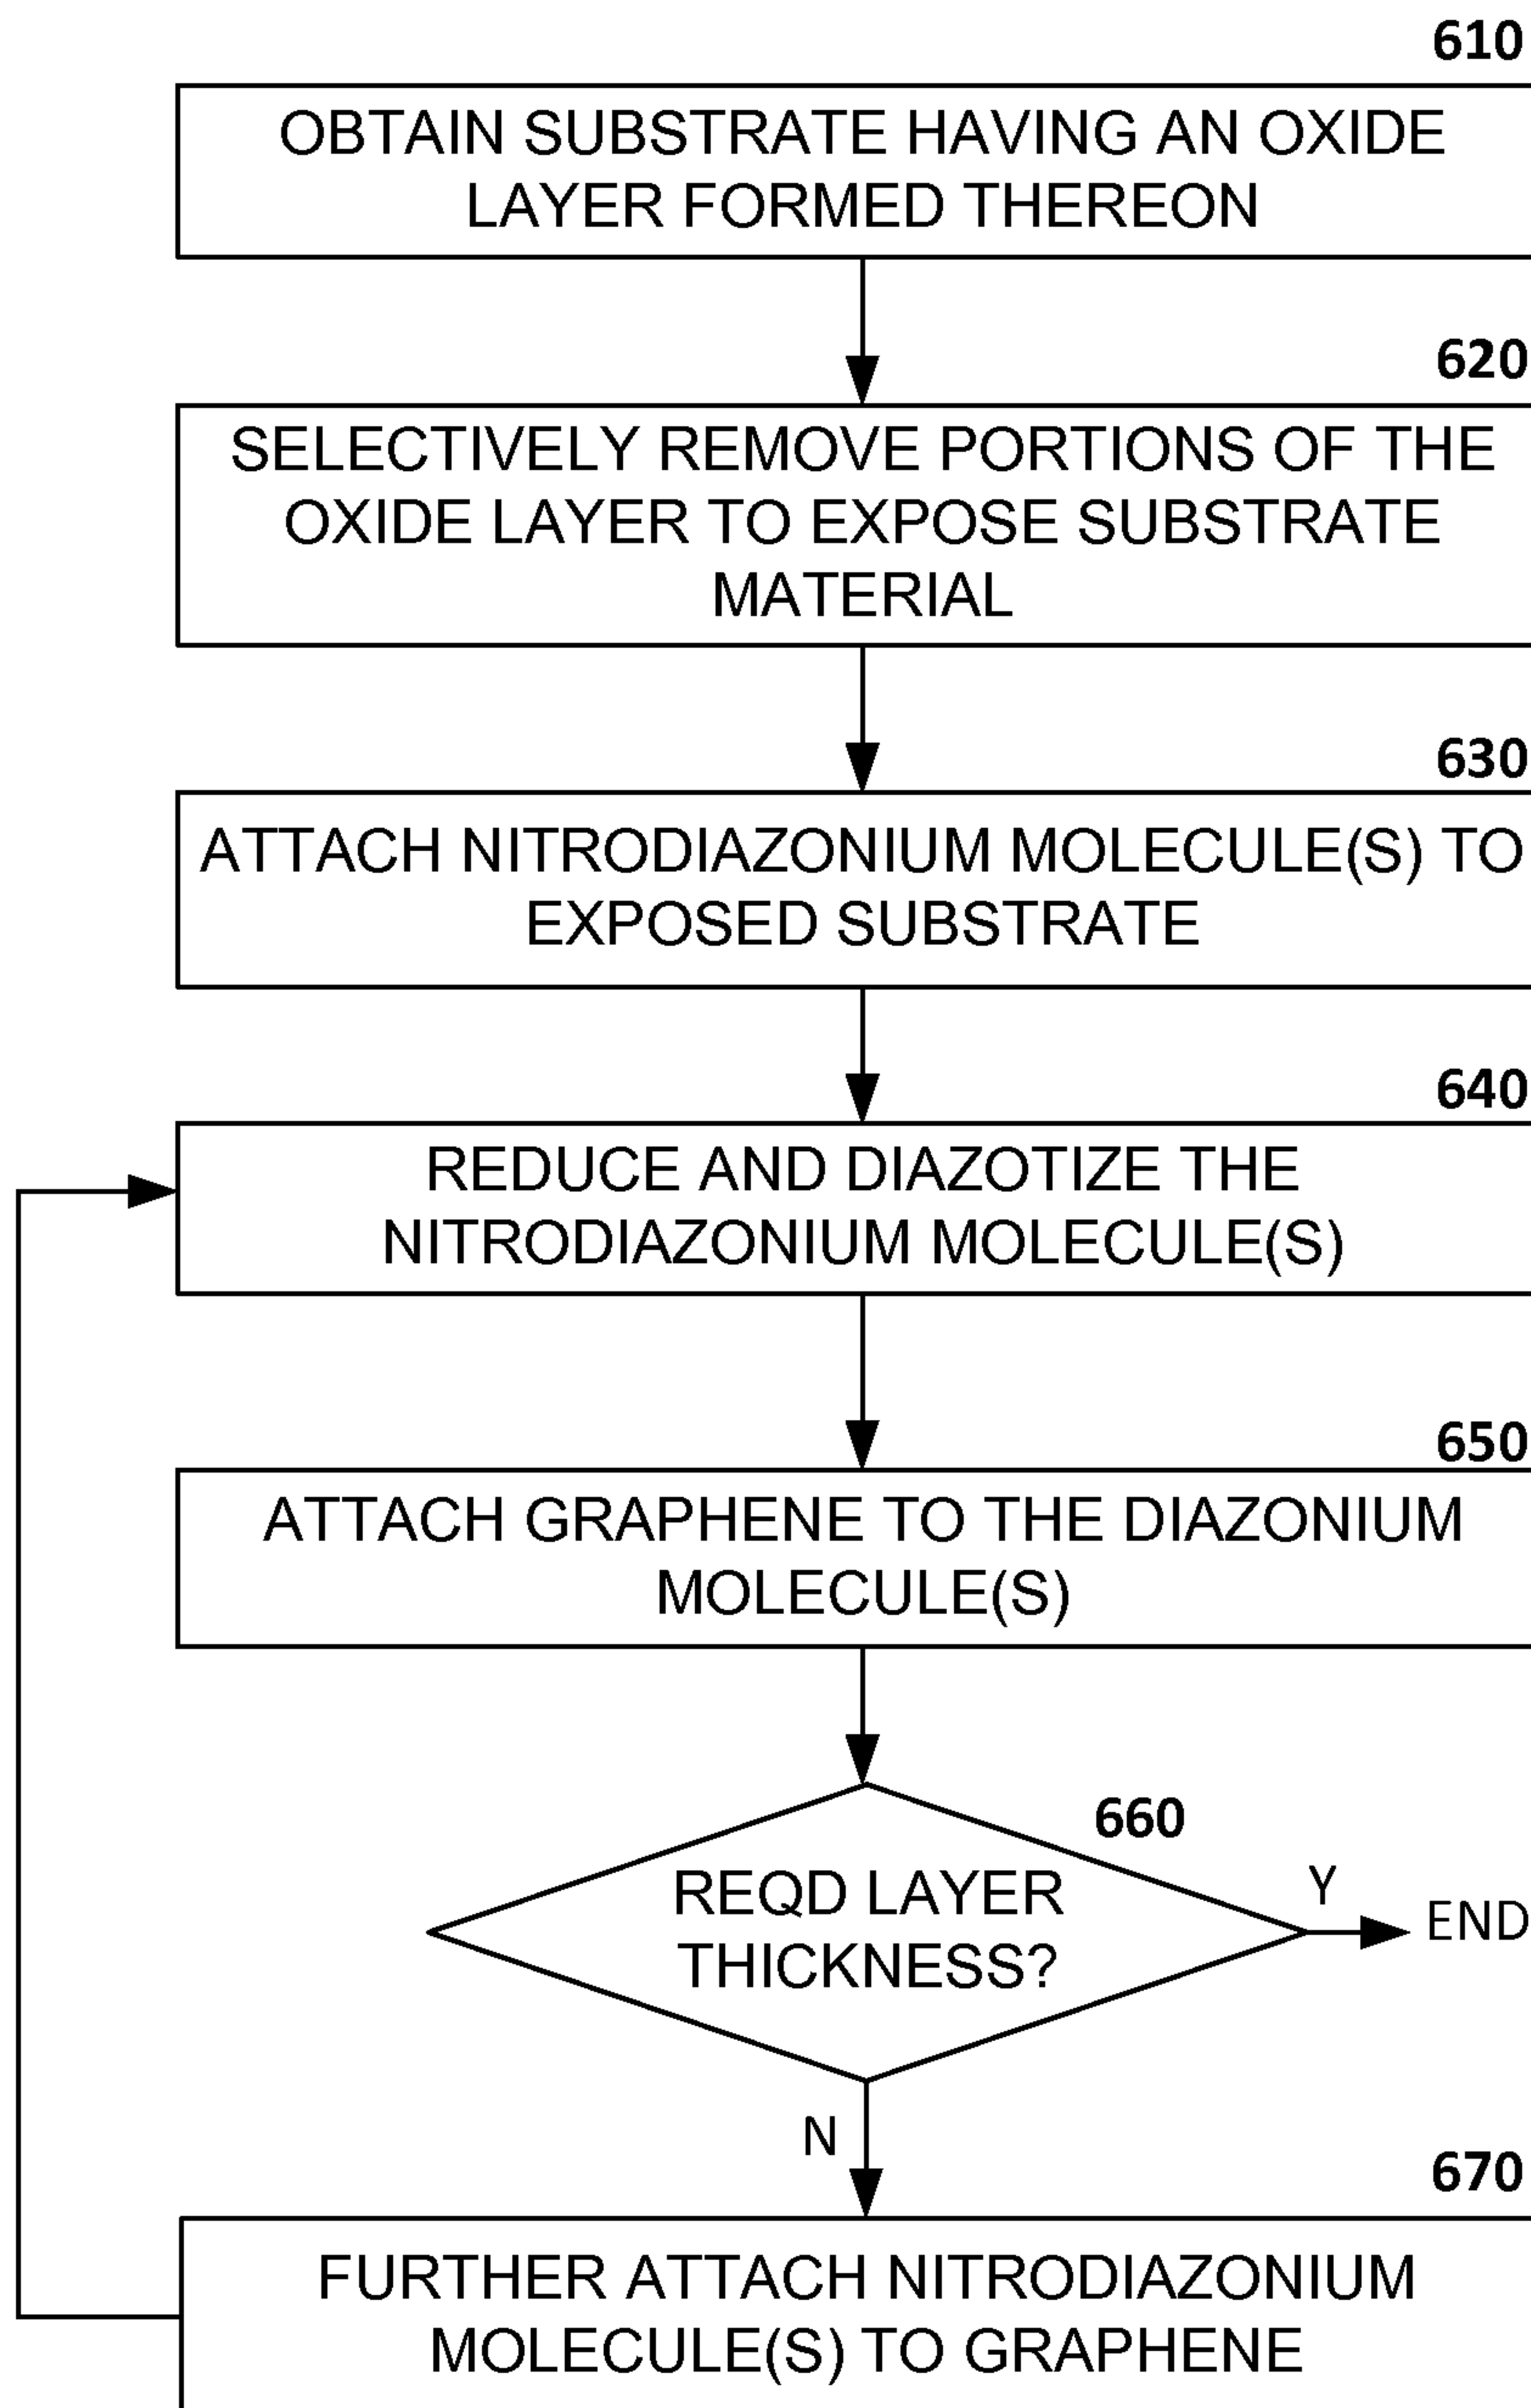 610
OBTAIN SUBSTRATE HAVING AN OXIDE
LAYER FORMED THEREON
620
SELECTIVELY REMOVE PORTIONS OF THE
OXIDE LAYER TO EXPOSE SUBSTRATE
MATERIAL
630
ATTACH NITRODIAZONIUM MOLECULE(S) TO
EXPOSED SUBSTRATE
640
REDUCE AND DIAZOTIZE THE
NITRODIAZONIUM MOLECULE(S)
650
ATTACH GRAPHENE TO THE DIAZONIUM
MOLECULE(S)
660
REQD LAYER
THICKNESS?
Y
END
N
670
FURTHER ATTACH NITRODIAZONIUM
MOLECULE(S) TO GRAPHENE